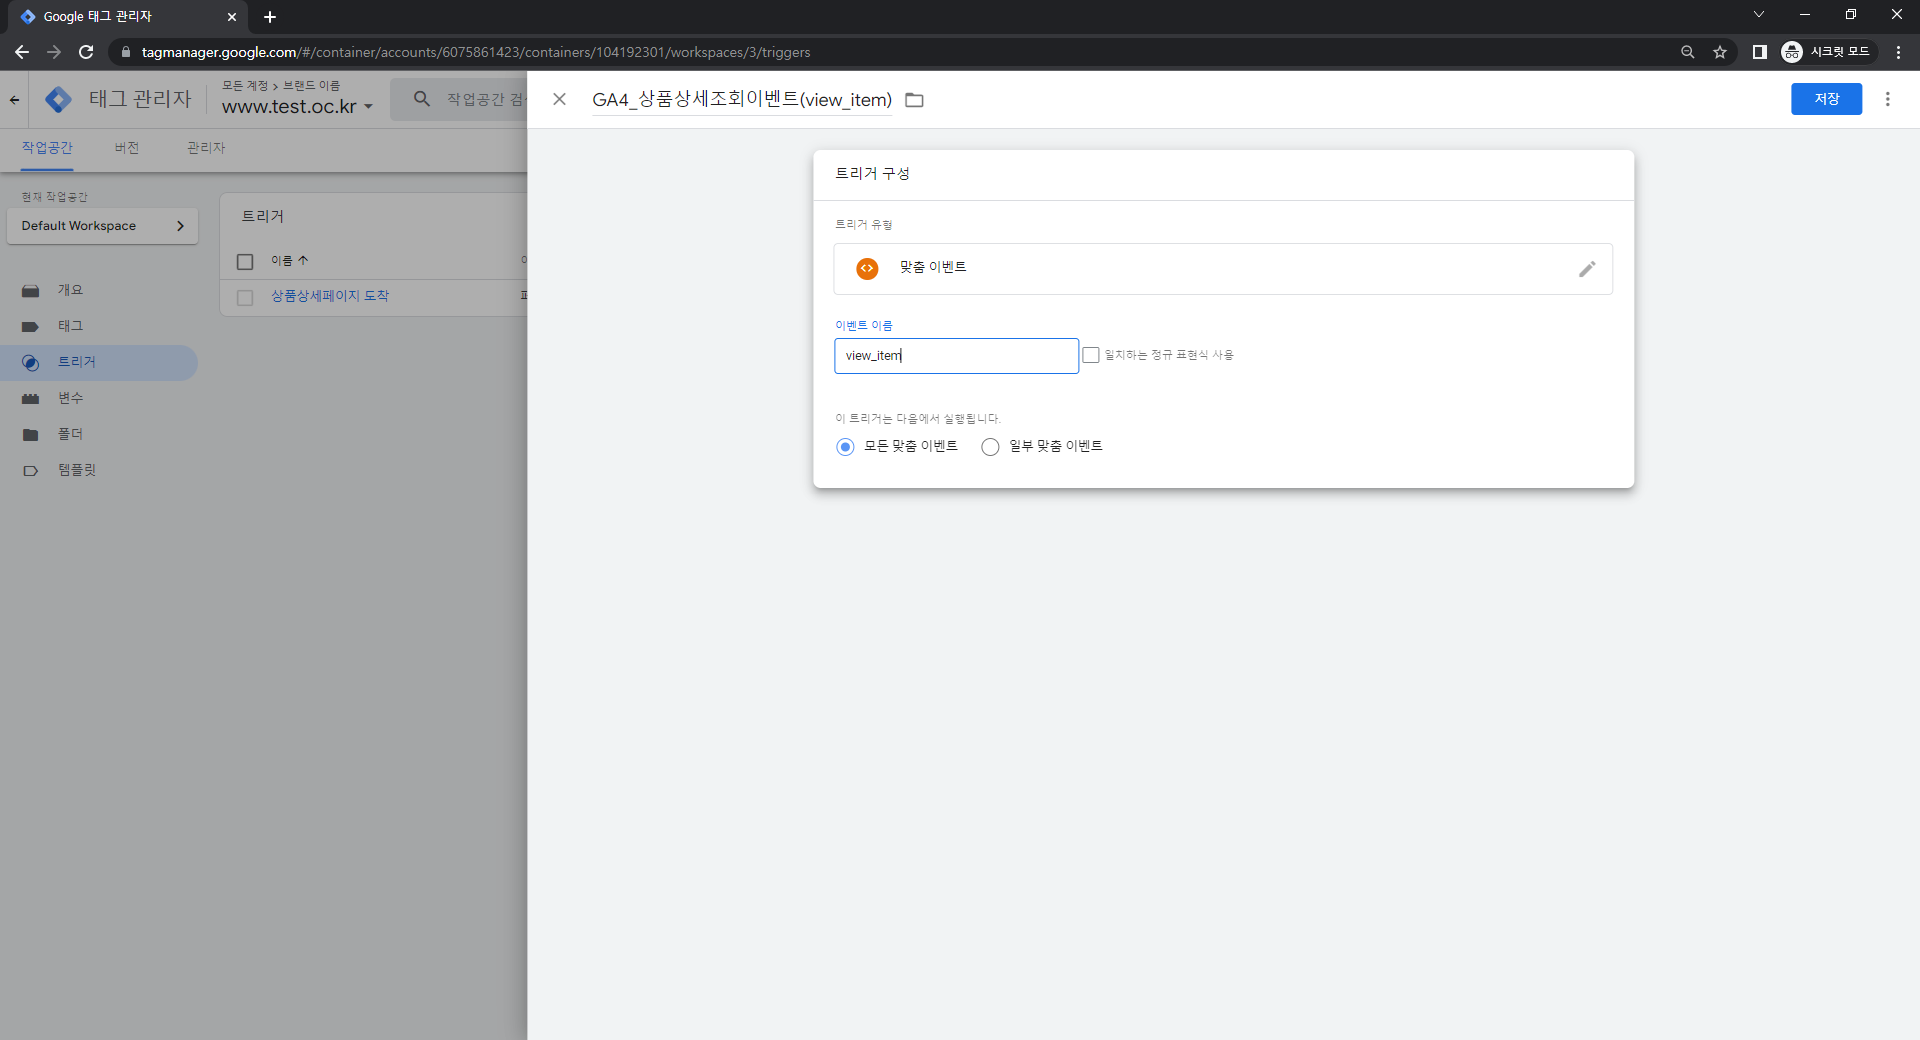 Google 태그 관리자
tagmanager.google.com/#/container/accounts/6075861423/containers/104192301/workspaces/3/triggers
시크릿 모드
태그 관리자
모든 계정 > 브랜드 이름
www.test.oc.kr
작업공간 검
GA4_상품상세조회이벤트(view_item)
저장
작업공간
버전
관리자
현재 작업공간
Default Workspace
개요
태그
트리거
변수
폴더
템플릿
트리거
이름
상품상세페이지 도착
트리거 구성
트리거 유형
맞춤 이벤트
이벤트 이름
view_item
일치하는 정규 표현식 사용
이 트리거는 다음에서 실행됩니다.
모든 맞춤 이벤트
일부 맞춤 이벤트